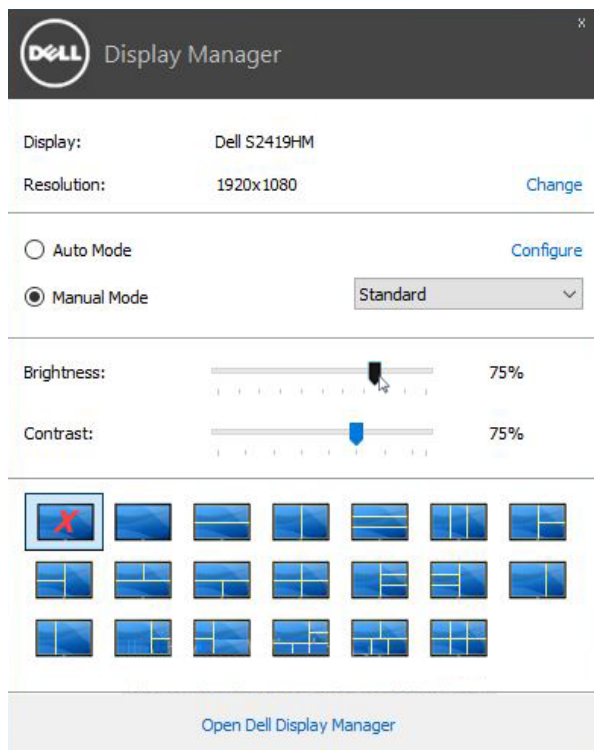 x
DELL Display Manager
Display: Dell S2419HM
Resolution: 1920x1080 Change
Auto Mode Configure
Manual Mode Standard
Brightness: 75%
Contrast: 75%
X
Open Dell Display Manager